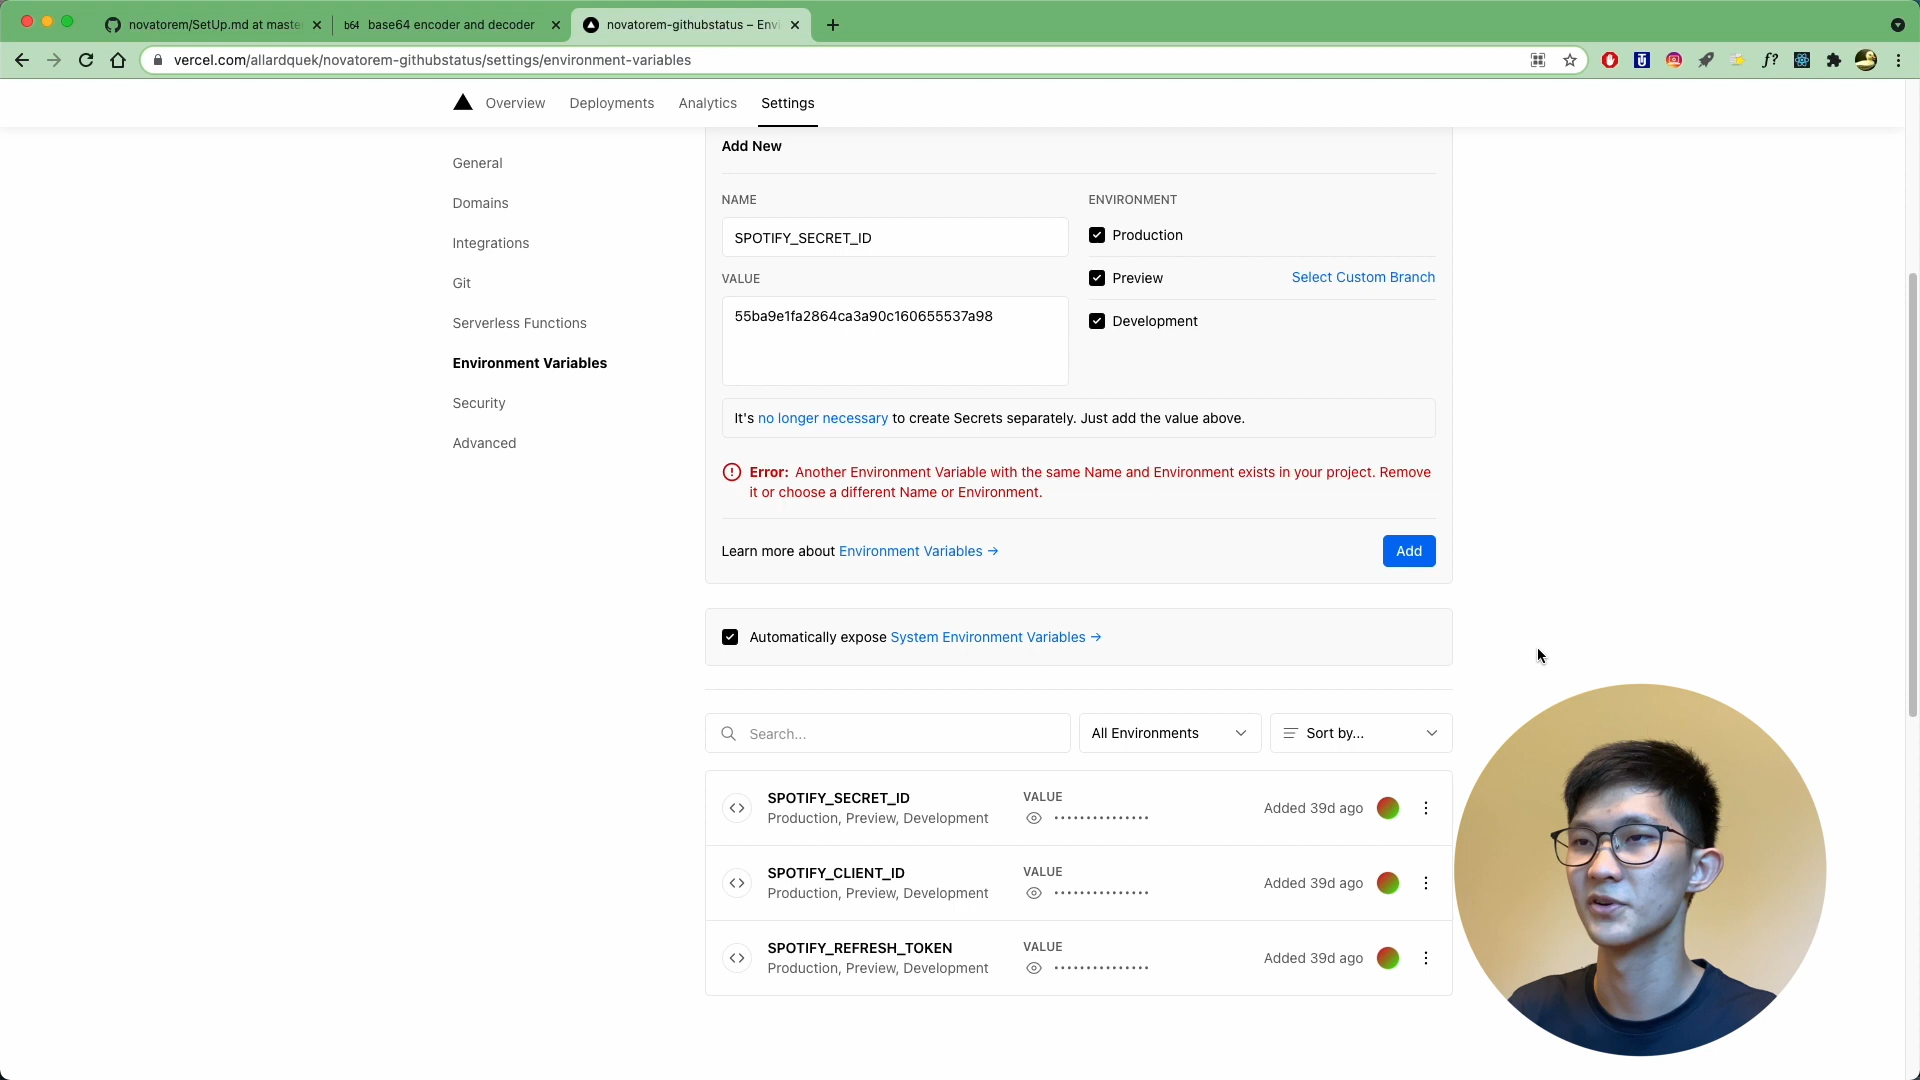 novatorem/SetUp.md at maste
b64 base64 encoder and decoder
novatorem-githubstatus – Envi
vercel.com/allardquek/novatorem-githubstatus/settings/environment-variables
Overview Deployments Analytics Settings
General
Domains
Integrations
Git
Serverless Functions
Environment Variables
Security
Advanced
Add New
NAME
SPOTIFY_SECRET_ID
VALUE
55ba9e1fa2864ca3a90c160655537a98
ENVIRONMENT
Production
Preview Select Custom Branch
Development
It's no longer necessary to create Secrets separately. Just add the value above.
Error: Another Environment Variable with the same Name and Environment exists in your project. Remove
it or choose a different Name or Environment.
Learn more about Environment Variables →
Add
Automatically expose System Environment Variables →
Search... All Environments Sort by...
SPOTIFY_SECRET_ID
Production, Preview, Development
VALUE
Added 39d ago
SPOTIFY_CLIENT_ID
Production, Preview, Development
VALUE
Added 39d ago
SPOTIFY_REFRESH_TOKEN
Production, Preview, Development
VALUE
Added 39d ago